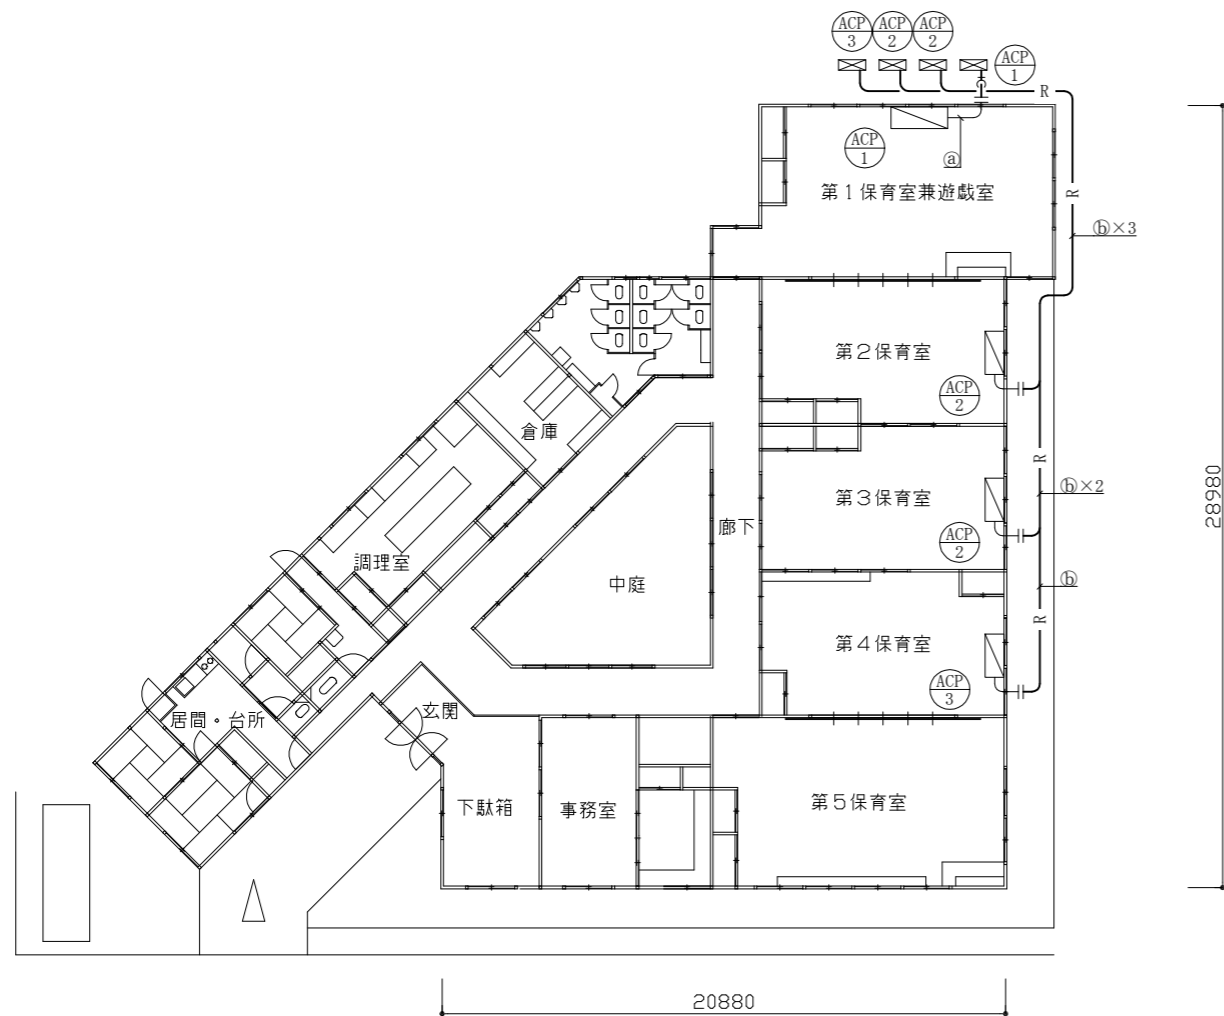 ACP
3
ACP
2
ACP
2
ACP
1
R
ACP
1
ⓐ
第1保育室兼遊戯室
R
ⓑ×3
第2保育室
ACP
2
倉庫
R
ⓑ×2
第3保育室
ACP
2
廊下
28980
調理室
中庭
ⓑ
R
第4保育室
ACP
3
玄関
居間・台所
下駄箱
事務室
第5保育室
20880